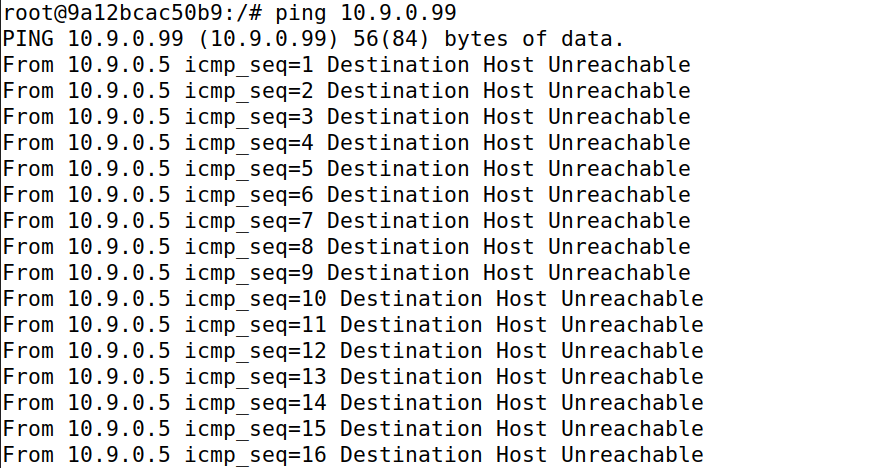 root@9a12bcac50b9:/# ping 10.9.0.99
PING 10.9.0.99 (10.9.0.99) 56(84) bytes of data.
From 10.9.0.5 icmp_seq=1 Destination Host Unreachable
From 10.9.0.5 icmp_seq=2 Destination Host Unreachable
From 10.9.0.5 icmp_seq=3 Destination Host Unreachable
From 10.9.0.5 icmp_seq=4 Destination Host Unreachable
From 10.9.0.5 icmp_seq=5 Destination Host Unreachable
From 10.9.0.5 icmp_seq=6 Destination Host Unreachable
From 10.9.0.5 icmp_seq=7 Destination Host Unreachable
From 10.9.0.5 icmp_seq=8 Destination Host Unreachable
From 10.9.0.5 icmp_seq=9 Destination Host Unreachable
From 10.9.0.5 icmp_seq=10 Destination Host Unreachable
From 10.9.0.5 icmp_seq=11 Destination Host Unreachable
From 10.9.0.5 icmp_seq=12 Destination Host Unreachable
From 10.9.0.5 icmp_seq=13 Destination Host Unreachable
From 10.9.0.5 icmp_seq=14 Destination Host Unreachable
From 10.9.0.5 icmp_seq=15 Destination Host Unreachable
From 10.9.0.5 icmp_seq=16 Destination Host Unreachable